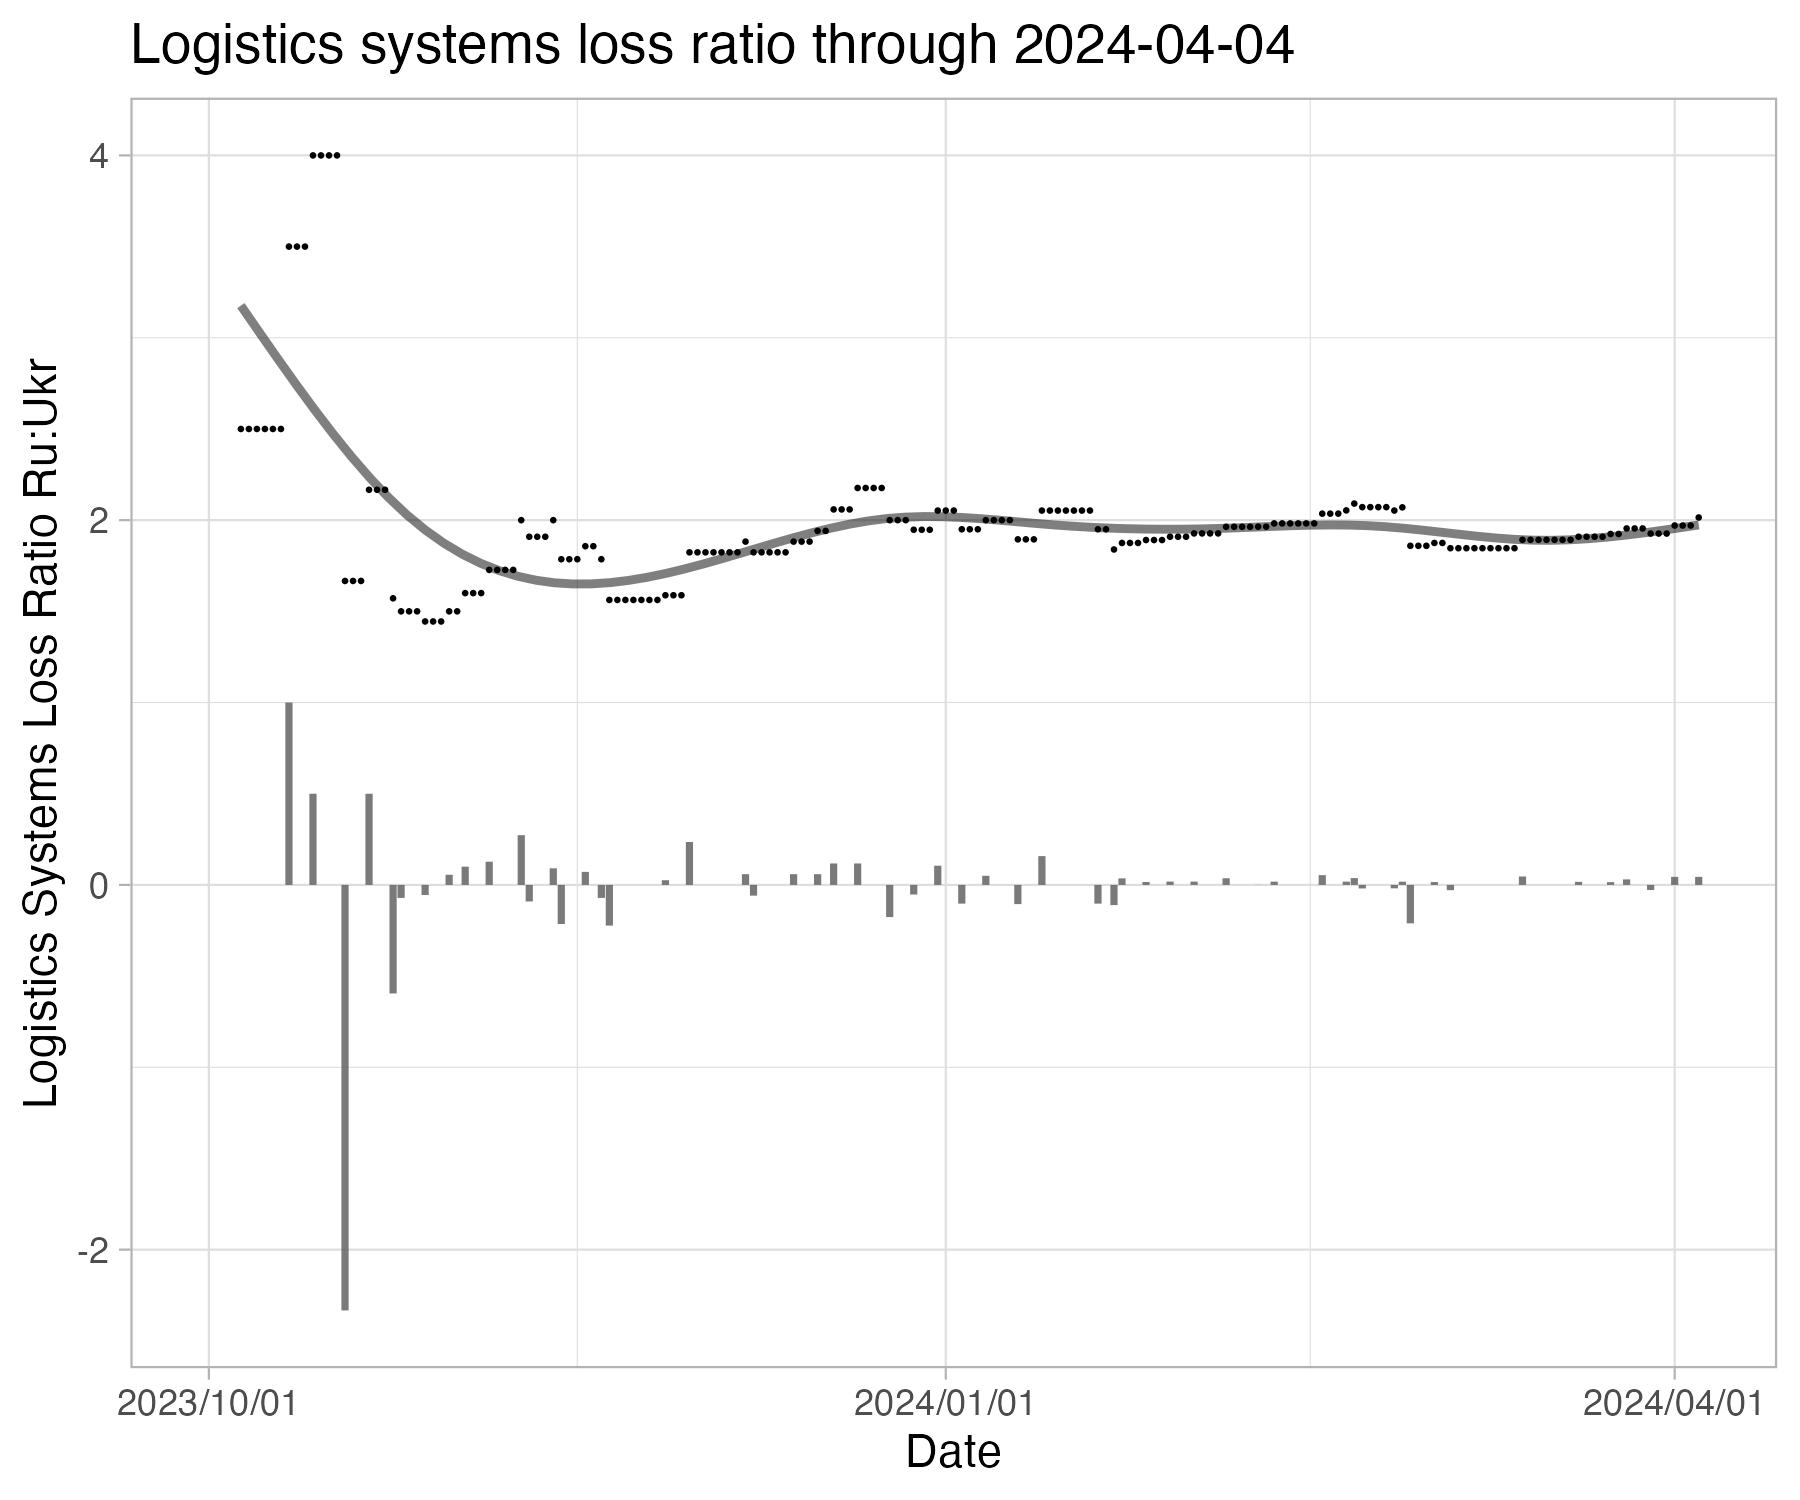 Logistics systems loss ratio through 2024-04-04
Logistics Systems Loss Ratio Ru:Ukr
4
2
0
-2
2023/10/01
2024/01/01
2024/04/01
Date